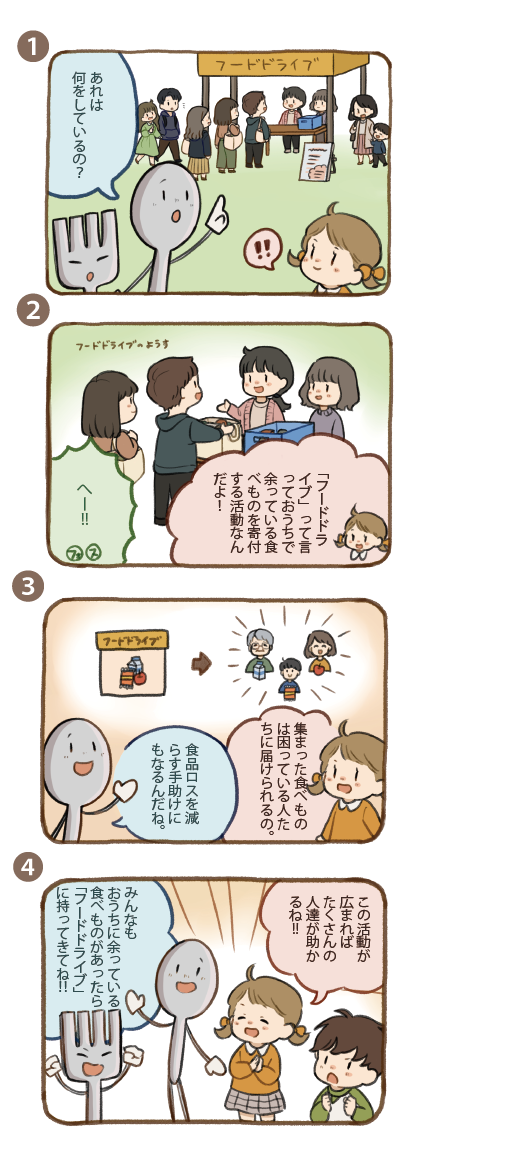 1
フードドライブ
あれは
何をしているの？
!!
2
フードドライブのようす
「フードドラ
イブ」って言
っておうちで
余っている食
べものを寄付
する活動なん
だよ！
へー!!
フォ ス
3
フードドライブ
集まった食べもの
は困っている人た
ちに届けられるの。
食品ロスを減
らす手助けに
もなるんだね。
4
この活動が
広まれば
たくさんの
人達が助か
るね!!
みんなも
おうちに余っている
食べものがあったら
「フードドライブ」
に持ってきてね!!